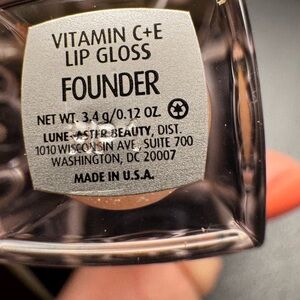 VITAMIN C+E
LIP GLOSS
FOUNDER
NET WT. 3.4 g/0.12 OZ.
LUNE+ASTER BEAUTY, DIST.
1010 WISCONSIN AVE, SUITE 700
WASHINGTON, DC 20007
MADE IN U.S.A.